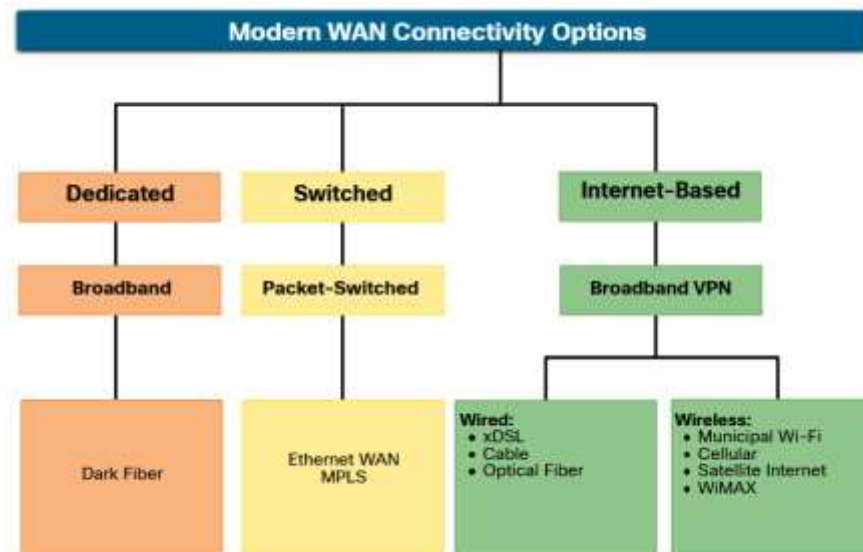 Modern WAN Connectivity Options
Dedicated
Switched
Internet-Based
Broadband
Packet-Switched
Broadband VPN
Dark Fiber
Ethernet WAN
MPLS
Wired:
• xDSL
• Cable
• Optical Fiber
Wireless:
• Municipal Wi-Fi
• Cellular
• Satellite Internet
• WiMAX